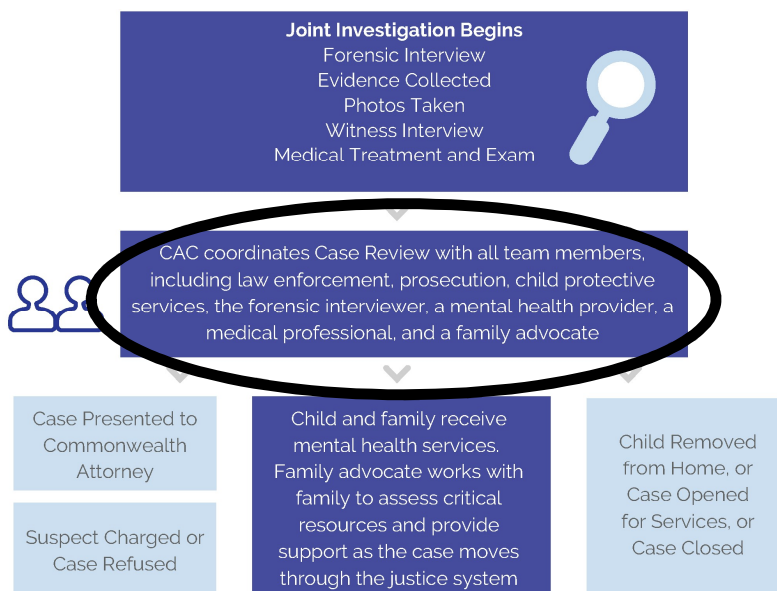 Joint Investigation Begins
Forensic Interview
Evidence Collected
Photos Taken
Witness Interview
Medical Treatment and Exam
CAC coordinates Case Review with all team members,
including law enforcement, prosecution, child protective
services, the forensic interviewer, a mental health provider, a
medical professional, and a family advocate
Case Presented to
Commonwealth
Attorney
Suspect Charged or
Case Refused
Child and family receive
mental health services.
Family advocate works with
family to assess critical
resources and provide
support as the case moves
through the justice system
Child Removed
from Home, or
Case Opened
for Services, or
Case Closed